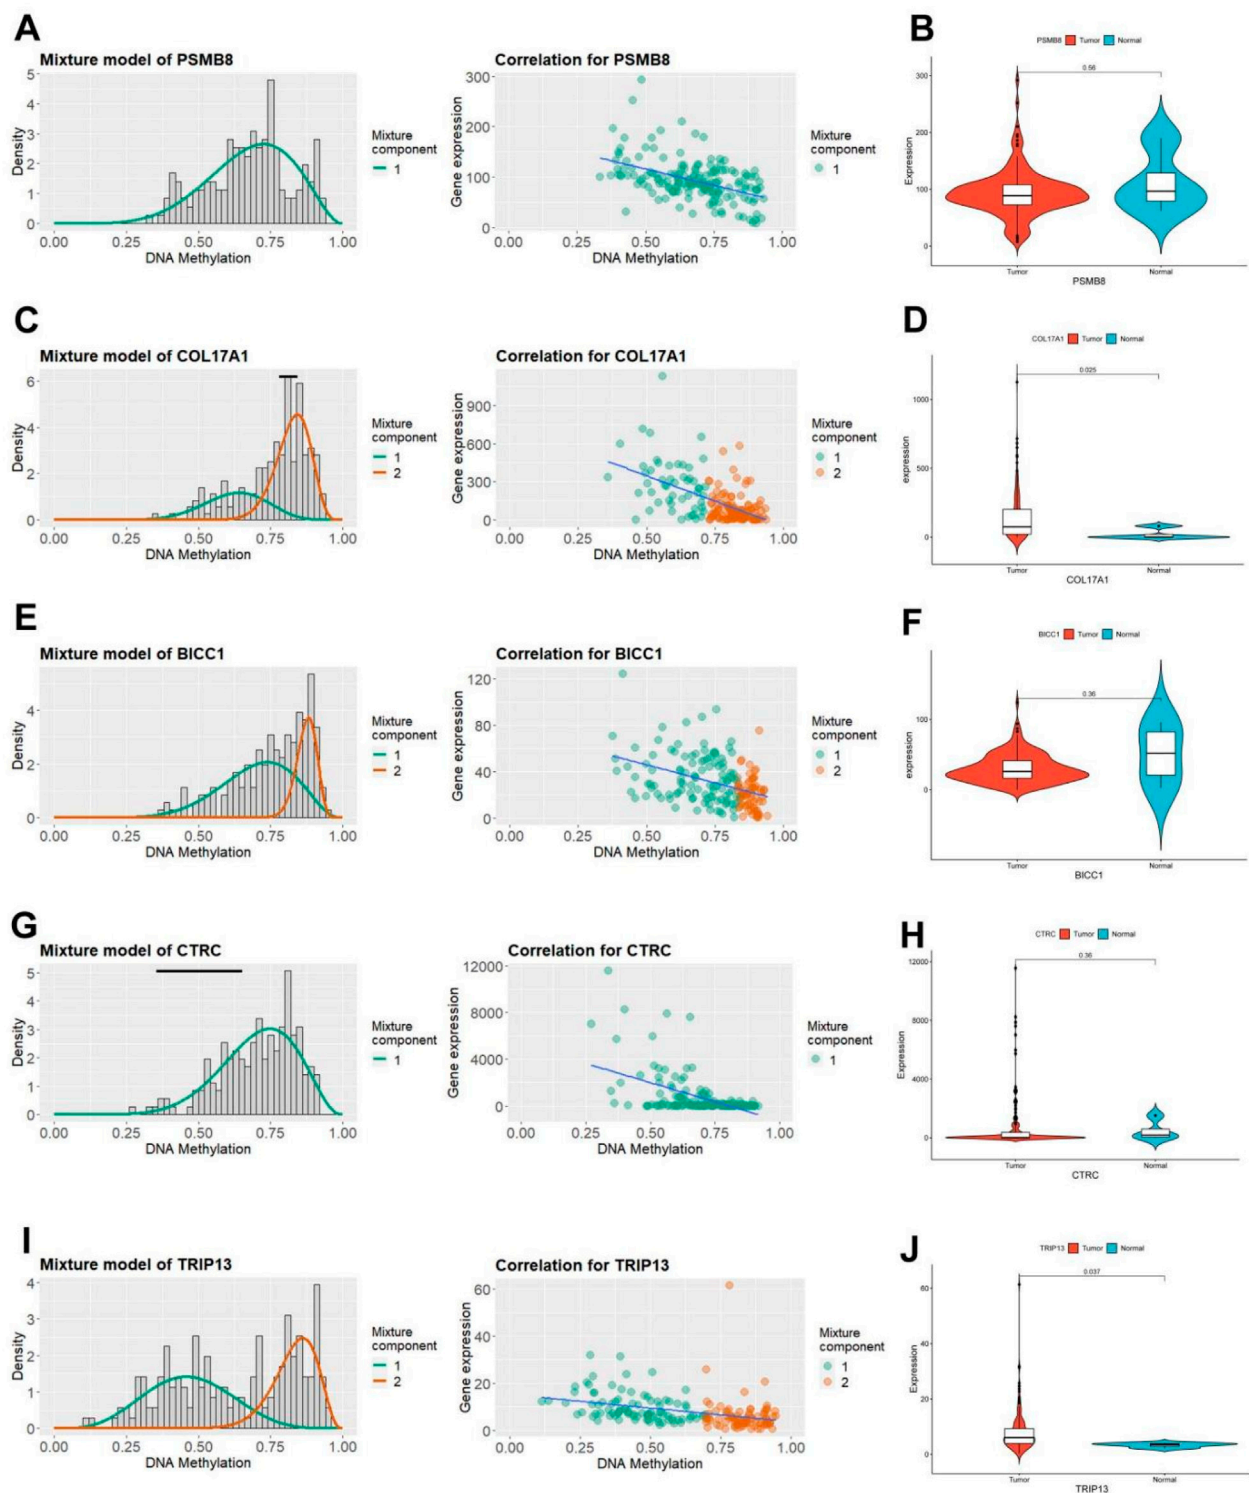 A
Mixture model of PSMB8
5
4
3
2
1
0
Density
0.00 0.25 0.50 0.75 1.00
DNA Methylation
Mixture
component
1
Correlation for PSMB8
300
200
100
0
Gene expression
0.00 0.25 0.50 0.75 1.00
DNA Methylation
Mixture
component
1
B
PSMB8 Tumor Normal
0.56
300
200
100
0
Expression
Tumor Normal
PSMB8
C
Mixture model of COL17A1
6
4
2
0
Density
0.00 0.25 0.50 0.75 1.00
DNA Methylation
Mixture
component
1
2
Correlation for COL17A1
900
600
300
0
Gene expression
0.00 0.25 0.50 0.75 1.00
DNA Methylation
Mixture
component
1
2
D
COL17A1 Tumor Normal
0.025
1000
500
0
expression
Tumor Normal
COL17A1
E
Mixture model of BICC1
4
2
0
Density
0.00 0.25 0.50 0.75 1.00
DNA Methylation
Mixture
component
1
2
Correlation for BICC1
120
80
40
0
Gene expression
0.00 0.25 0.50 0.75 1.00
DNA Methylation
Mixture
component
1
2
F
BICC1 Tumor Normal
0.36
100
0
expression
Tumor Normal
BICC1
G
Mixture model of CTRC
5
4
3
2
1
0
Density
0.00 0.25 0.50 0.75 1.00
DNA Methylation
Mixture
component
1
Correlation for CTRC
12000
8000
4000
0
Gene expression
0.00 0.25 0.50 0.75 1.00
DNA Methylation
Mixture
component
1
H
CTRC Tumor Normal
0.36
12000
8000
4000
0
Expression
Tumor Normal
CTRC
I
Mixture model of TRIP13
4
3
2
1
0
Density
0.00 0.25 0.50 0.75 1.00
DNA Methylation
Mixture
component
1
2
Correlation for TRIP13
60
40
20
0
Gene expression
0.00 0.25 0.50 0.75 1.00
DNA Methylation
Mixture
component
1
2
J
TRIP13 Tumor Normal
0.037
60
40
20
0
Expression
Tumor Normal
TRIP13